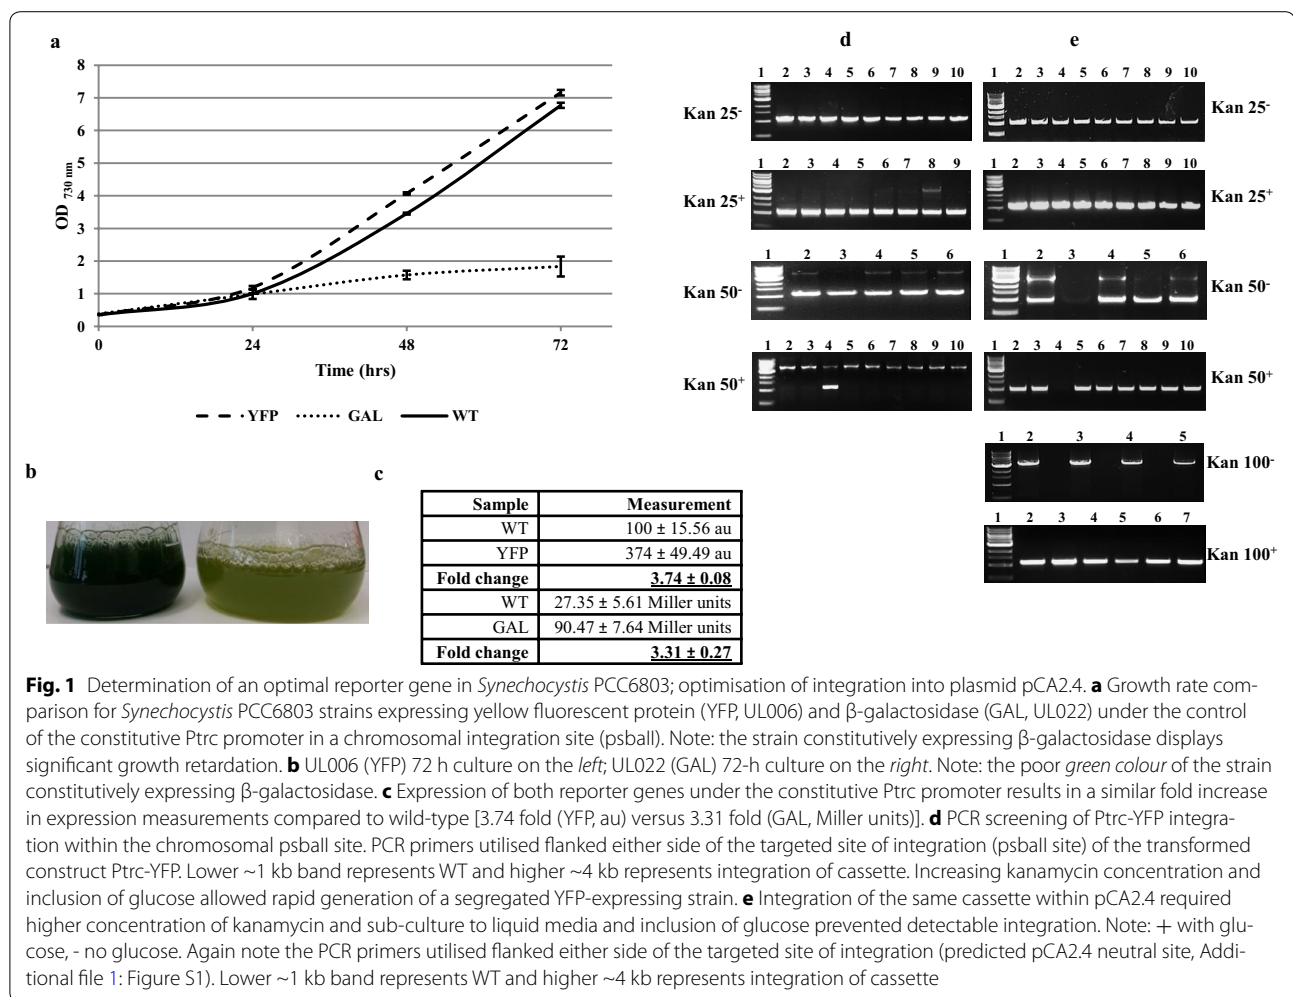 a
8
7
6
5
4
3
2
1
0
OD 730 nm
0 24 48 72
Time (hrs)
YFP GAL WT
b
c
Sample Measurement
WT 100 ± 15.56 au
YFP 374 ± 49.49 au
Fold change 3.74 ± 0.08
WT 27.35 ± 5.61 Miller units
GAL 90.47 ± 7.64 Miller units
Fold change 3.31 ± 0.27
d
1 2 3 4 5 6 7 8 9 10
Kan 25-
1 2 3 4 5 6 7 8 9
Kan 25+
1 2 3 4 5 6
Kan 50-
1 2 3 4 5 6 7 8 9 10
Kan 50+
e
1 2 3 4 5 6 7 8 9 10
Kan 25-
1 2 3 4 5 6 7 8 9 10
Kan 25+
1 2 3 4 5 6
Kan 50-
1 2 3 4 5 6 7 8 9 10
Kan 50+
1 2 3 4 5
Kan 100-
1 2 3 4 5 6 7
Kan 100+
Fig. 1 Determination of an optimal reporter gene in Synechocystis PCC6803; optimisation of integration into plasmid pCA2.4. a Growth rate com-
parison for Synechocystis PCC6803 strains expressing yellow fluorescent protein (YFP, UL006) and β-galactosidase (GAL, UL022) under the control
of the constitutive Ptrc promoter in a chromosomal integration site (psbaII). Note: the strain constitutively expressing β-galactosidase displays
significant growth retardation. b UL006 (YFP) 72 h culture on the left; UL022 (GAL) 72-h culture on the right. Note: the poor green colour of the strain
constitutively expressing β-galactosidase. c Expression of both reporter genes under the constitutive Ptrc promoter results in a similar fold increase
in expression measurements compared to wild-type [3.74 fold (YFP, au) versus 3.31 fold (GAL, Miller units)]. d PCR screening of Ptrc-YFP integra-
tion within the chromosomal psbaII site. PCR primers utilised flanked either side of the targeted site of integration (psbaII site) of the transformed
construct Ptrc-YFP. Lower ~1 kb band represents WT and higher ~4 kb represents integration of cassette. Increasing kanamycin concentration and
inclusion of glucose allowed rapid generation of a segregated YFP-expressing strain. e Integration of the same cassette within pCA2.4 required
higher concentration of kanamycin and sub-culture to liquid media and inclusion of glucose prevented detectable integration. Note: + with glu-
cose, - no glucose. Again note the PCR primers utilised flanked either side of the targeted site of integration (predicted pCA2.4 neutral site, Addi-
tional file 1: Figure S1). Lower ~1 kb band represents WT and higher ~4 kb represents integration of cassette